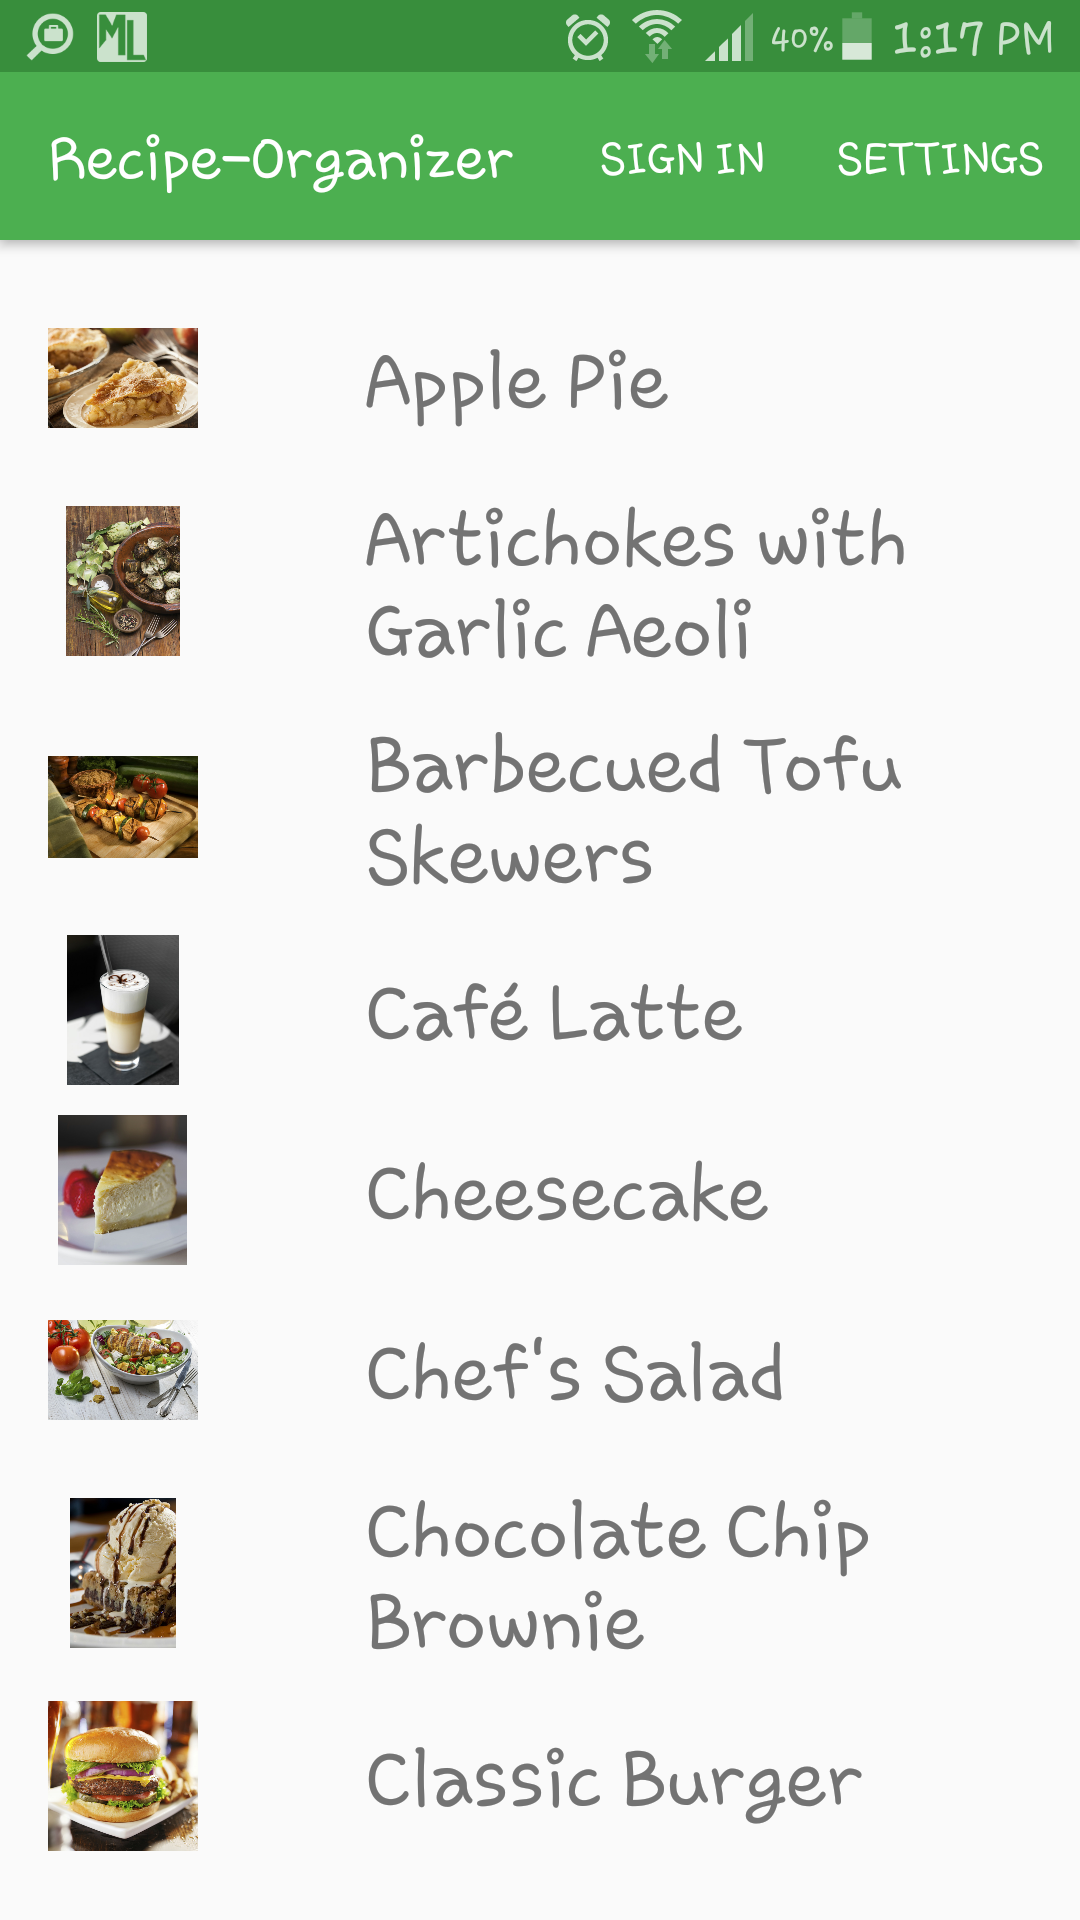 ML 40% 1:17 PM
Recipe-Organizer SIGN IN SETTINGS
Apple Pie
Artichokes with
Garlic Aeoli
Barbecued Tofu
Skewers
Café Latte
Cheesecake
Chef's Salad
Chocolate Chip
Brownie
Classic Burger